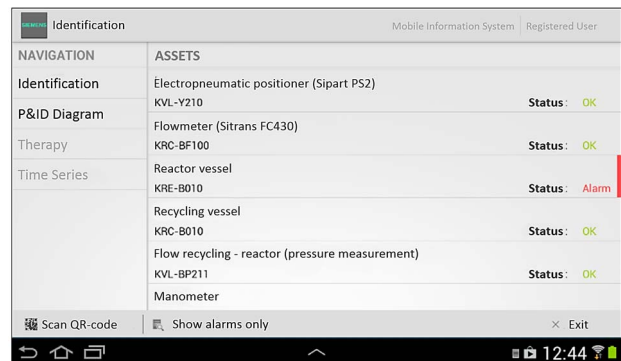 SIEMENS Identification
Mobile Information System Registered User
NAVIGATION
Identification
P&ID Diagram
Therapy
Time Series
ASSETS
Electropneumatic positioner (Sipart PS2)
KVL-Y210 Status: OK
Flowmeter (Sitrans FC430)
KRC-BF100 Status: OK
Reactor vessel
KRE-B010 Status: Alarm
Recycling vessel
KRC-B010 Status: OK
Flow recycling - reactor (pressure measurement)
KVL-BP211 Status: OK
Manometer
Scan QR-code Show alarms only × Exit
12:44